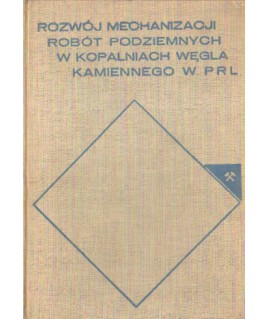 ROZWÓJ MECHANIZACJI
ROBÓT PODZIEMNYCH
W KOPALNIACH WĘGLA
KAMIENNEGO W PRL